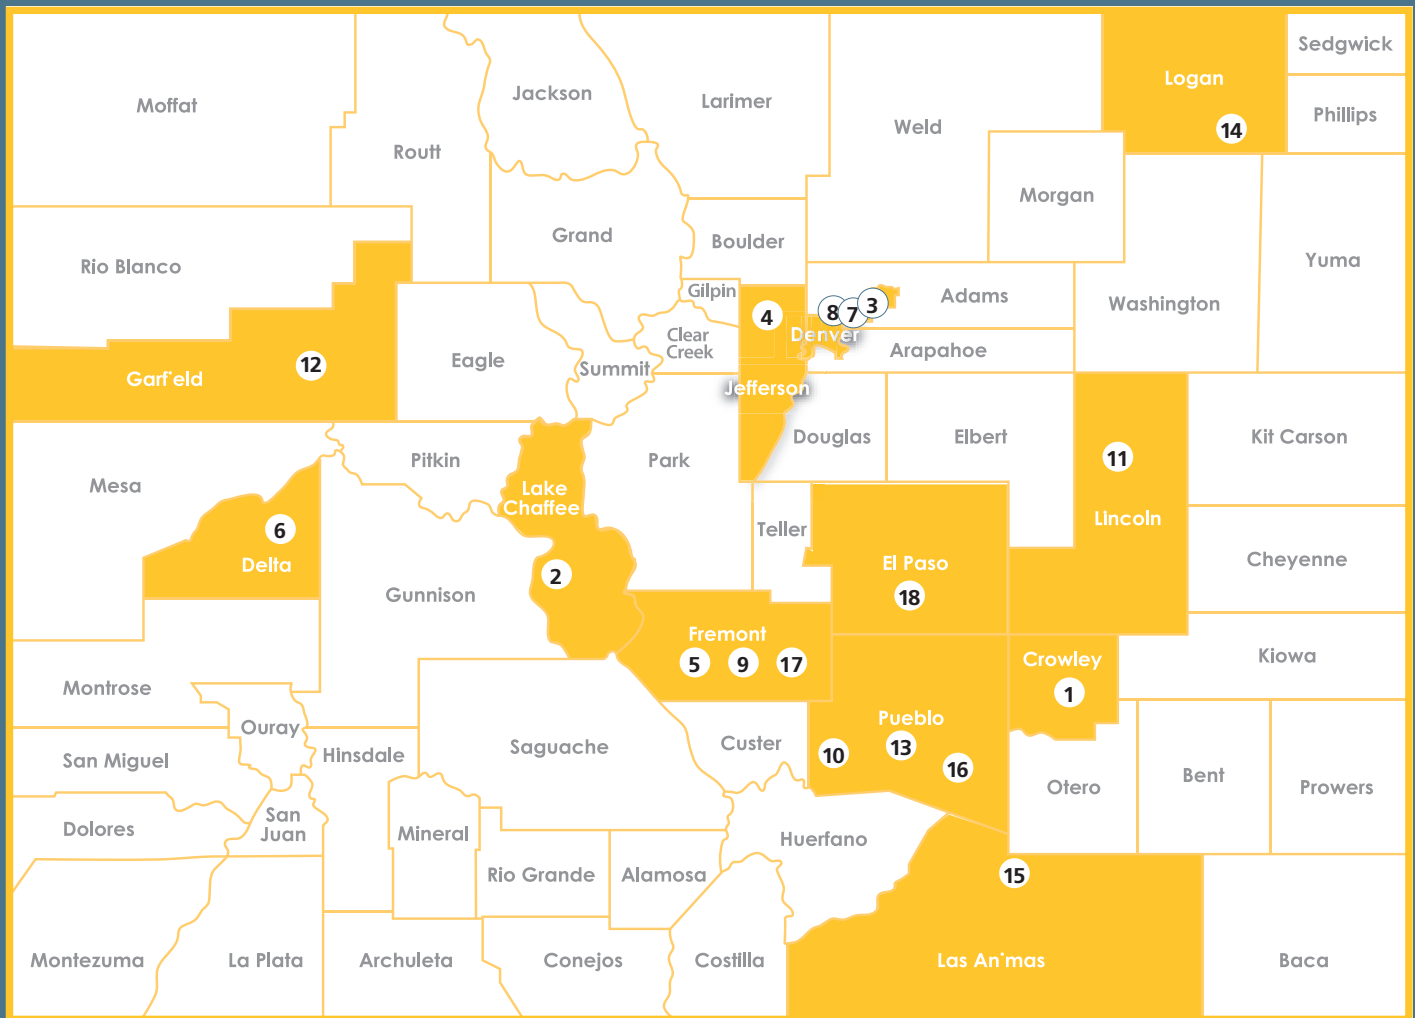 Sedgwick
Logan
Moffat
Jackson
Larimer
Phillips
Weld
14
Routt
Morgan
Grand
Boulder
Yuma
Rio Blanco
Gilpin
Adams
Washington
8
7
3
4
Clear
Creek
Denver
Arapahoe
Eagle
Summit
12
Garf'eld
Jefferson
Douglas
Elbert
Kit Carson
Pitkin
Park
11
Mesa
Lake
Chaffee
LIncoln
6
Teller
Delta
El Paso
Cheyenne
2
Gunnison
18
Fremont
Crowley
Kiowa
5
9
17
1
Montrose
Pueblo
Ouray
Saguache
Custer
10
13
16
San Miguel
Hinsdale
Bent
Otero
Prowers
San
Juan
Dolores
Mineral
Huerfano
Rio Grande
Alamosa
15
Montezuma
La Plata
Archuleta
Conejos
Costilla
Las An'mas
Baca